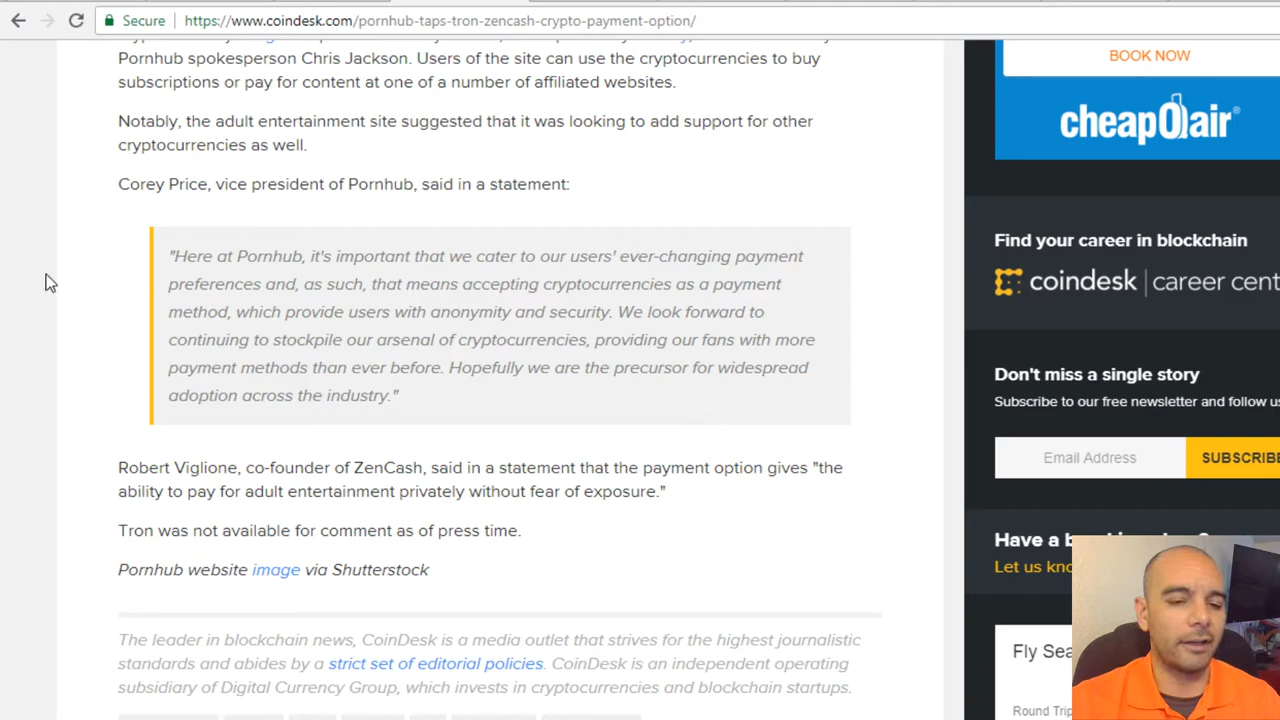 Secure
https://www.coindesk.com/pornhub-taps-tron-zencash-crypto-payment-option/
Pornhub spokesperson Chris Jackson. Users of the site can use the cryptocurrencies to buy
subscriptions or pay for content at one of a number of affiliated websites.
Notably, the adult entertainment site suggested that it was looking to add support for other
cryptocurrencies as well.
Corey Price, vice president of Pornhub, said in a statement:
"Here at Pornhub, it's important that we cater to our users' ever-changing payment
preferences and, as such, that means accepting cryptocurrencies as a payment
method, which provide users with anonymity and security. We look forward to
continuing to stockpile our arsenal of cryptocurrencies, providing our fans with more
payment methods than ever before. Hopefully we are the precursor for widespread
adoption across the industry."
Robert Viglione, co-founder of ZenCash, said in a statement that the payment option gives "the
ability to pay for adult entertainment privately without fear of exposure."
Tron was not available for comment as of press time.
Pornhub website image via Shutterstock
The leader in blockchain news, CoinDesk is a media outlet that strives for the highest journalistic
standards and abides by a strict set of editorial policies. CoinDesk is an independent operating
subsidiary of Digital Currency Group, which invests in cryptocurrencies and blockchain startups.
BOOK NOW
cheapOair
Find your career in blockchain
coindesk | career cent
Don't miss a single story
Subscribe to our free newsletter and follow us
Email Address
SUBSCRIBE
Have a
Let us kno
Fly Sea
Round Trip